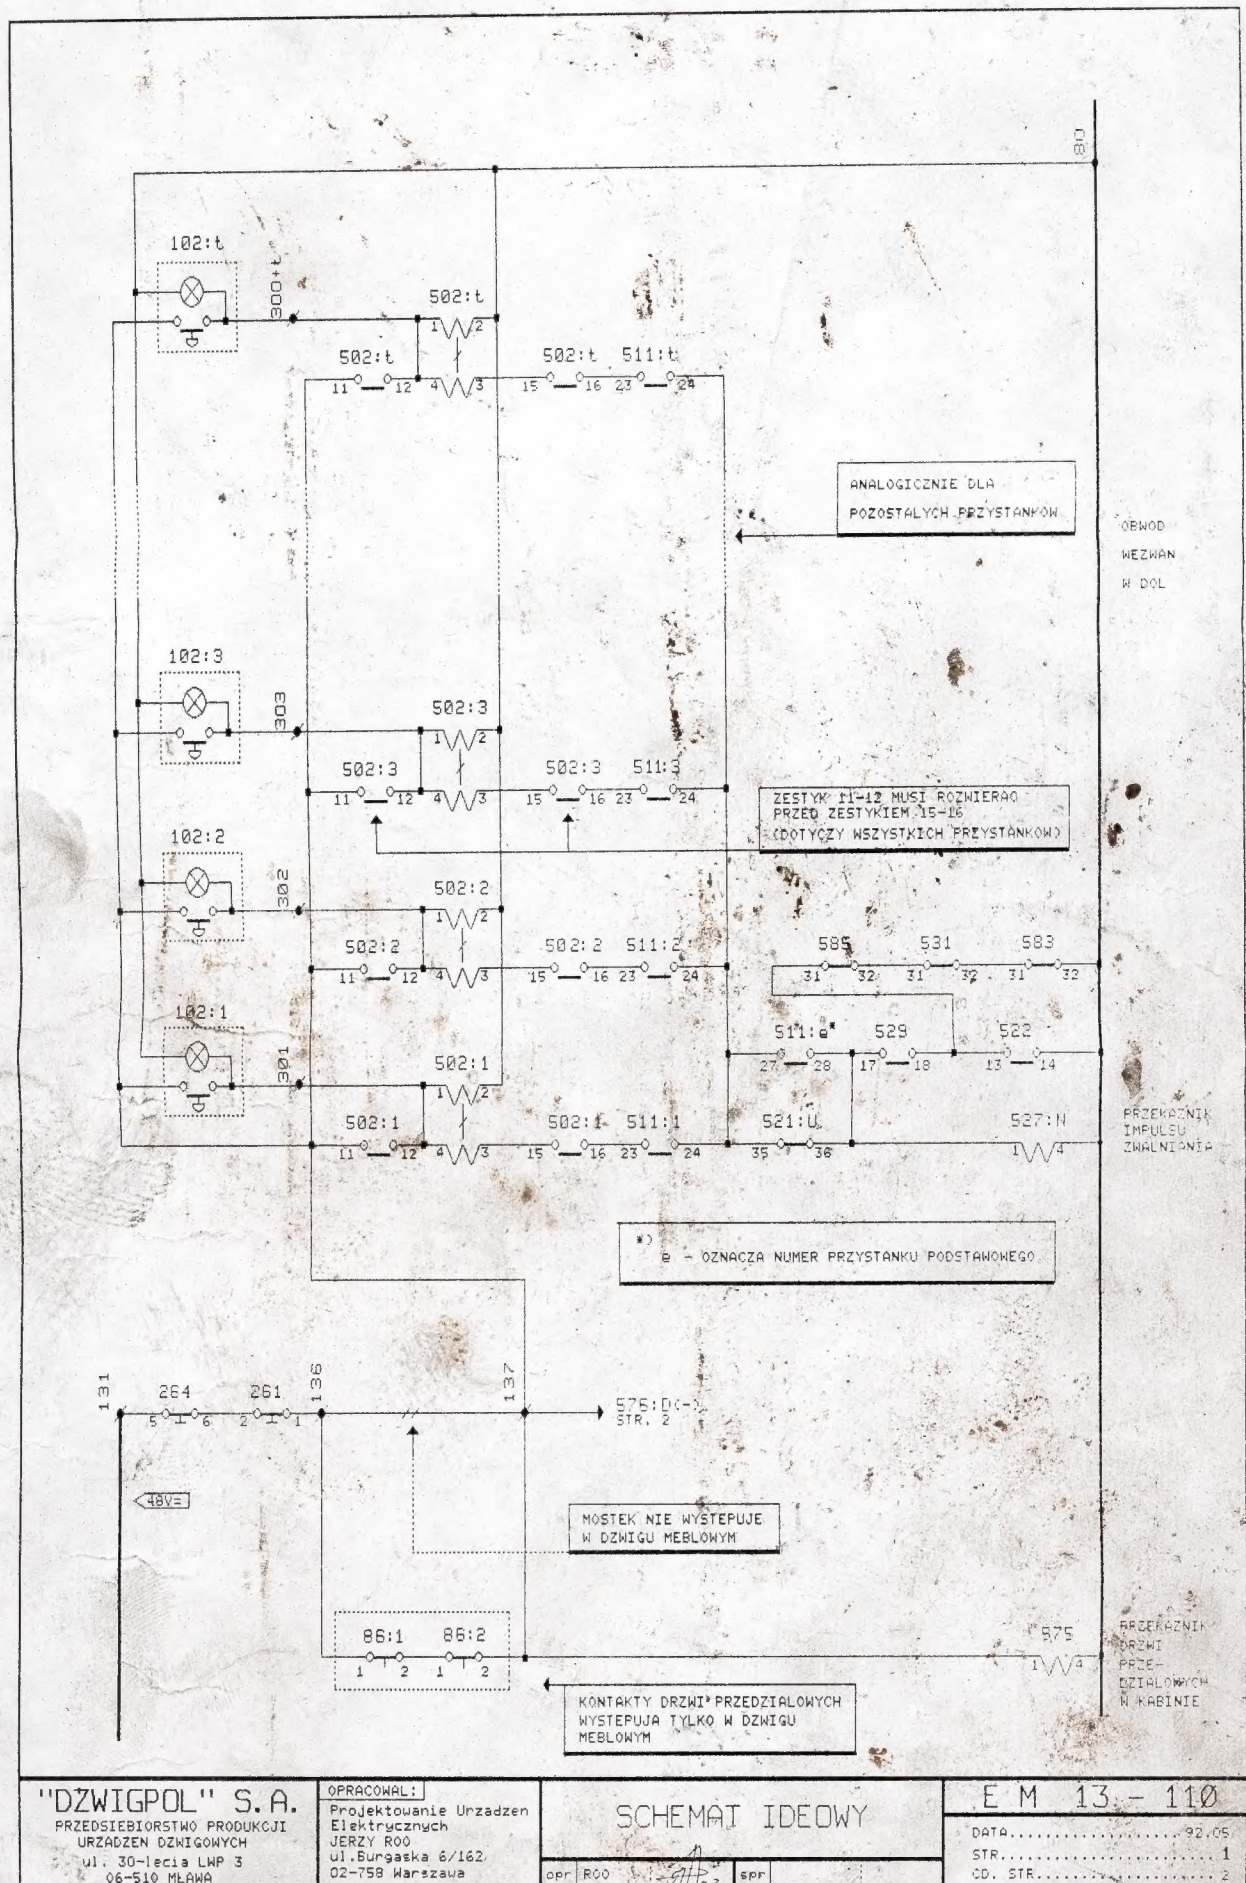 80
102:t
300+t
502:t
1 2
502:t
502:t 511:t
11 12 4 3 15 16 23 24
ANALOGICZNIE DLA
POZOSTALYCH PRZYSTANKOW
OBWOD
WEZWAN
W DOL
102:3
303
502:3
1 2
502:3
502:3 511:3
11 12 4 3 15 16 23 24
ZESTYK 11-12 MUSI ROZWIERAC
PRZED ZESTYKIEM 15-16
(DOTYCZY WSZYSTKICH PRZYSTANKOW)
102:2
302
502:2
1 2
502:2
502:2 511:2
11 12 4 3 15 16 23 24
585 531 583
31 32 31 32 31 32
102:1
301
502:1
1 2
511:e* 529 522
27 28 17 18 13 14
502:1
502:1 511:1 521:U 527:N
11 12 4 3 15 16 23 24 35 36 1 4
PRZEKAZNIK
IMPULSU
ZWALNIANIA
*)
e - OZNACZA NUMER PRZYSTANKU PODSTAWOWEGO
131
264
5 6
261
2 1
136
137
576:D(-)
STR. 2
48V=
MOSTEK NIE WYSTEPUJE
W DZWIGU MEBLOWYM
86:1 86:2
1 2 1 2
575
1 4
PRZEKAZNIK
DRZWI
PRZE-
DZIALOWYCH
W KABINIE
KONTAKTY DRZWI PRZEDZIALOWYCH
WYSTEPUJA TYLKO W DZWIGU
MEBLOWYM
"DZWIGPOL" S.A.
PRZEDSIEBIORSTWO PRODUKCJI
URZADZEN DZWIGOWYCH
ul. 30-lecia LWP 3
06-510 MŁAWA
OPRACOWAL:
Projektowanie Urzadzen
Elektrycznych
JERZY ROO
ul.Burgaska 6/162
02-758 Warszawa
SCHEMAT IDEOWY
opr ROO
spr
E M 13 - 110
DATA.................. 92.05
STR.................... 1
CD. STR................ 2